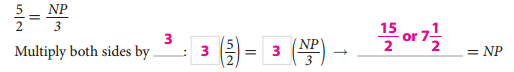 5/2 = NP/3
Multiply both sides by 3 : 3 (5/2) = 3 (NP/3) → 15/2 or 7 1/2 = NP